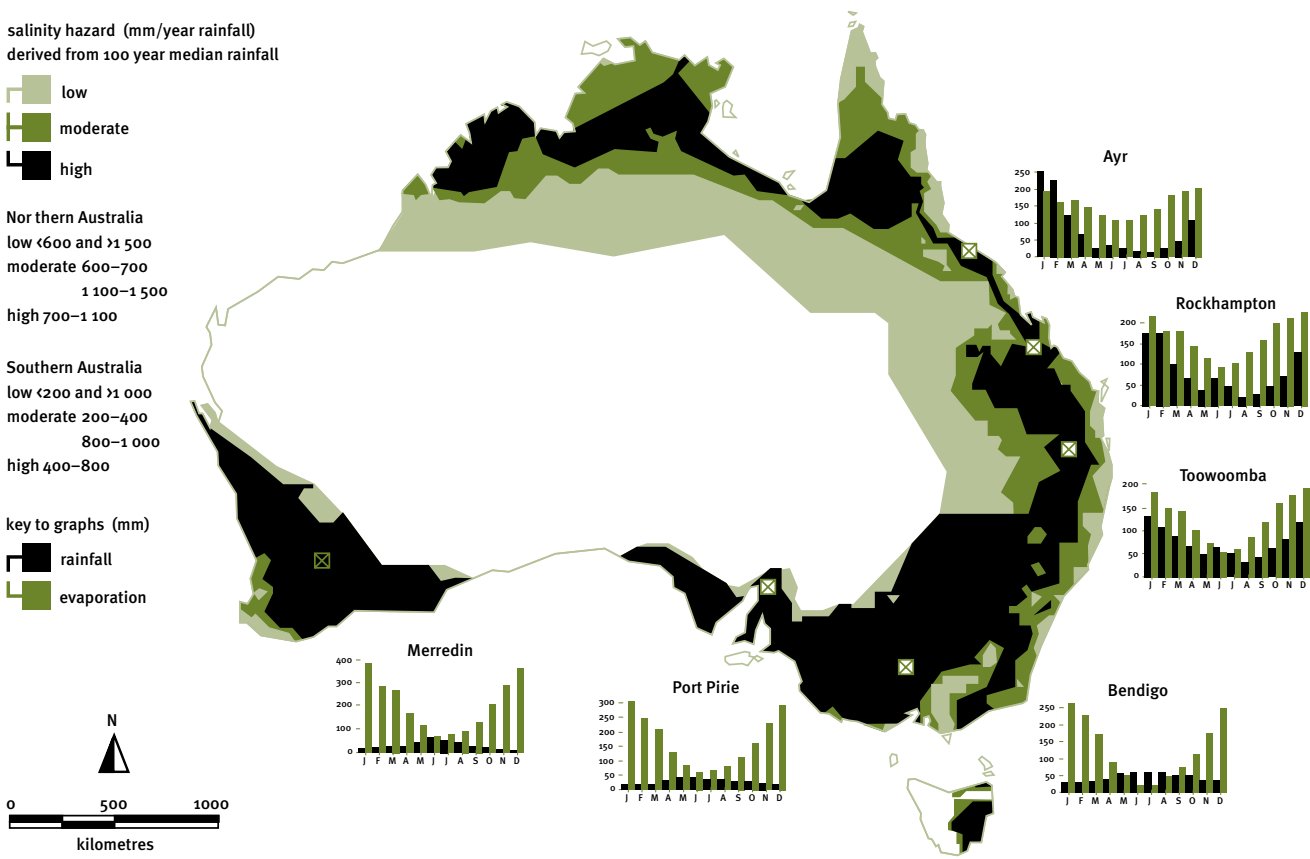 salinity hazard (mm/year rainfall)
derived from 100 year median rainfall
low
moderate
high
Nor thern Australia
low <600 and >1 500
moderate 600–700
1 100–1 500
high 700–1 100
Southern Australia
low <200 and >1 000
moderate 200–400
800–1 000
high 400–800
key to graphs (mm)
rainfall
evaporation
N
0 500 1000
kilometres
Ayr
250
200
150
100
50
0
J F M A M J J A S O N D
Rockhampton
200
150
100
50
0
J F M A M J J A S O N D
Toowoomba
200
150
100
50
0
J F M A M J J A S O N D
Merredin
400
300
200
100
0
J F M A M J J A S O N D
Port Pirie
300
250
200
150
100
50
0
J F M A M J J A S O N D
Bendigo
250
200
150
100
50
0
J F M A M J J A S O N D